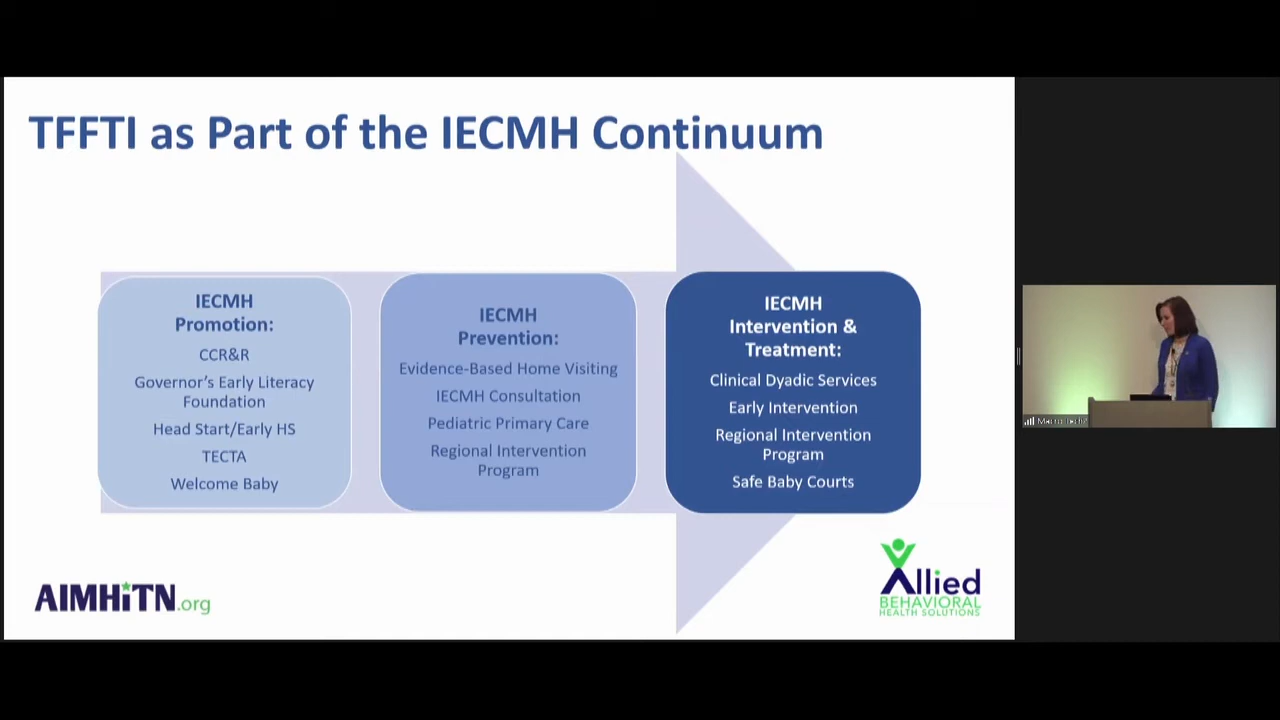 TFFTI as Part of the IECMH Continuum
IECMH
Promotion:
CCR&R
Governor's Early Literacy
Foundation
Head Start/Early HS
TECTA
Welcome Baby
IECMH
Prevention:
Evidence-Based Home Visiting
IECMH Consultation
Pediatric Primary Care
Regional Intervention
Program
IECMH
Intervention &
Treatment:
Clinical Dyadic Services
Early Intervention
Regional Intervention
Program
Safe Baby Courts
AIMHiTN.org
Allied
BEHAVIORAL
HEALTH SOLUTIONS